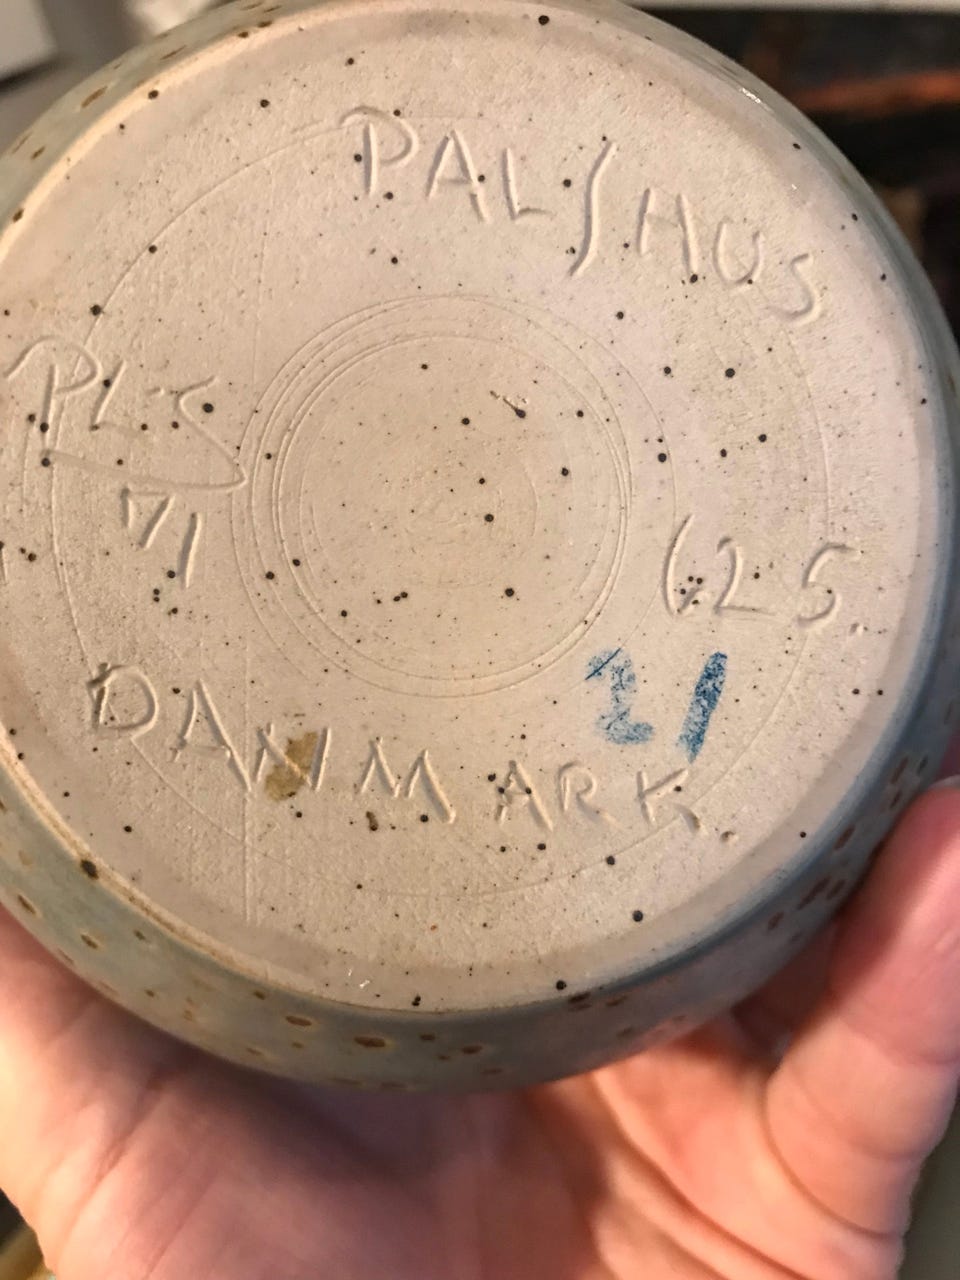 PALSHUS
PLS
71
625.
21
DANMARK.